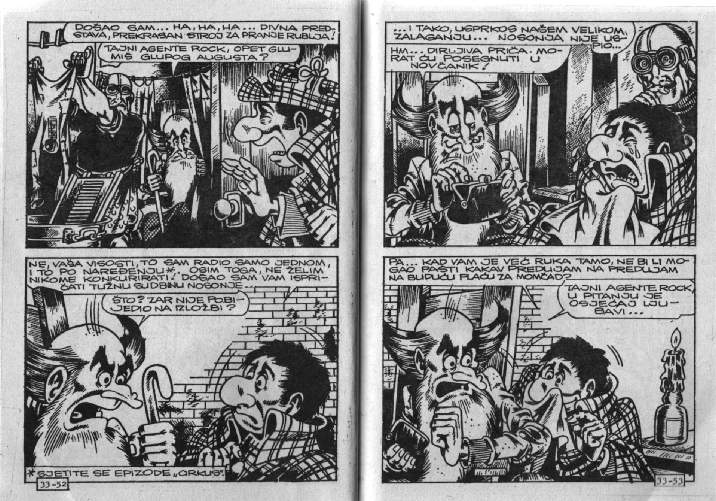 DOŠAO SAM... HA, HA, HA... DIVNA PRED-
STAVA, PREKRASAN STROJ ZA PRANJE RUBLJA!
TAJNI AGENTE ROCK, OPET GLU-
MIŠ GLUPOG AUGUSTA?
NE, VAŠA VISOSTI, TO SAM RADIO SAMO JEDNOM,
I TO PO NAREĐENJU*, OSIM TOGA, NE ŽELIM
NIKOME KONKURIRATI! DOŠAO SAM VAM ISPRI-
ČATI TUŽNU SUDBINU NOSONJE...
ŠTO? ZAR NIJE POBI-
JEDIO NA IZLOŽBI?
* SJETITE SE EPIZODE „CIRKUS“.
33-52
...I TAKO, USPRKOS NAŠEM VELIKOM
ZALAGANJU... NOSONJA NIJE US-
PIO...
HM... DIRLJIVA PRIČA. MO-
RAT ĆU POSEGNUTI U
NOVČANIK!
PA... KAD VAM JE VEĆ RUKA TAMO, NE BI LI MO-
GAO PASTI KAKAV PREDUJAM NA PREDUJAM
NA BUDUĆU PLAĆU ZA MOMČAD?
TAJNI AGENTE ROCK,
U PITANJU JE
OSJEĆAJ LJU-
BAVI...
33-53